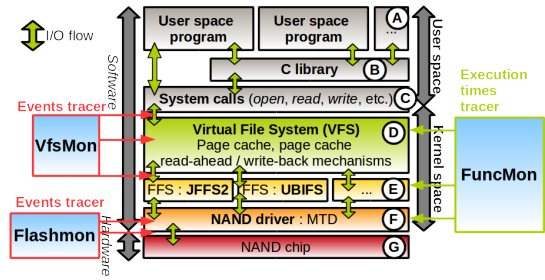 I/O flow
User space
program
User space
program
A
...
C library
B
System calls (open, read, write, etc.)
C
Software
User space
Events tracer
VfsMon
Virtual File System (VFS)
D
Page cache, page cache
read-ahead / write-back mechanisms
Execution
times
tracer
FuncMon
Kernel space
FFS : JFFS2
FFS : UBIFS
...
E
Events tracer
Flashmon
NAND driver : MTD
F
Hardware
NAND chip
G